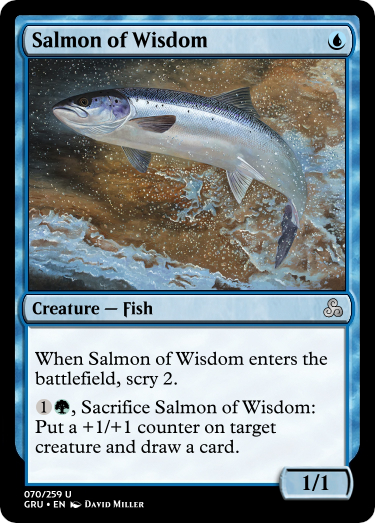 Salmon of Wisdom
Creature — Fish
When Salmon of Wisdom enters the
battlefield, scry 2.
1, Sacrifice Salmon of Wisdom:
Put a +1/+1 counter on target
creature and draw a card.
1/1
070/259 U
GRU • EN David Miller